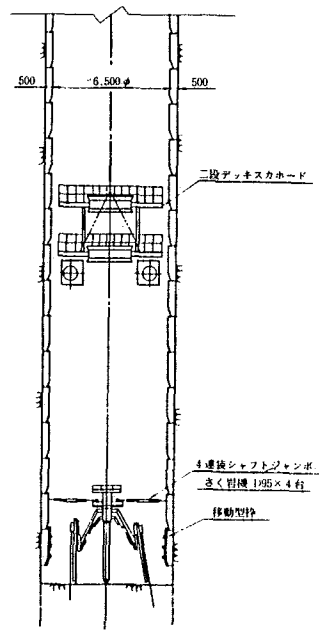 500
6,500φ
500
二段デッキスカホード
4連装シャフトジャンボ
さく岩機 D95×4台
移動型枠